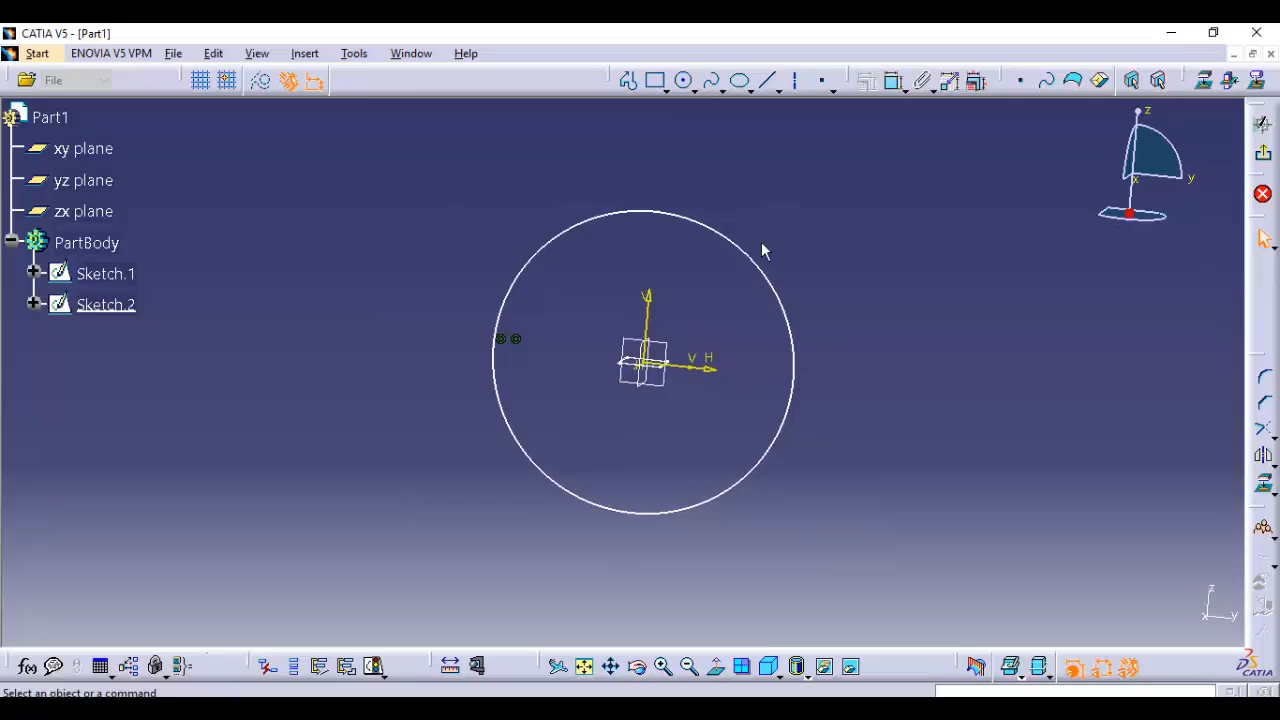 CATIA V5 - [Part1]
Start ENOVIA V5 VPM File Edit View Insert Tools Window Help
File
Part1
xy plane
yz plane
zx plane
PartBody
Sketch.1
Sketch.2
z
y
x
V
V H
z
x y
f(x)
CATIA
Select an object or a command